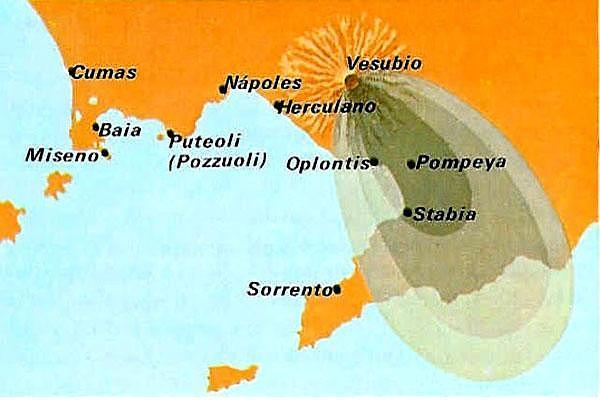 Vesubio
Cumas
Nápoles
Herculano
Baia
Puteoli
(Pozzuoli)
Miseno
Oplontis
Pompeya
Stabia
Sorrento